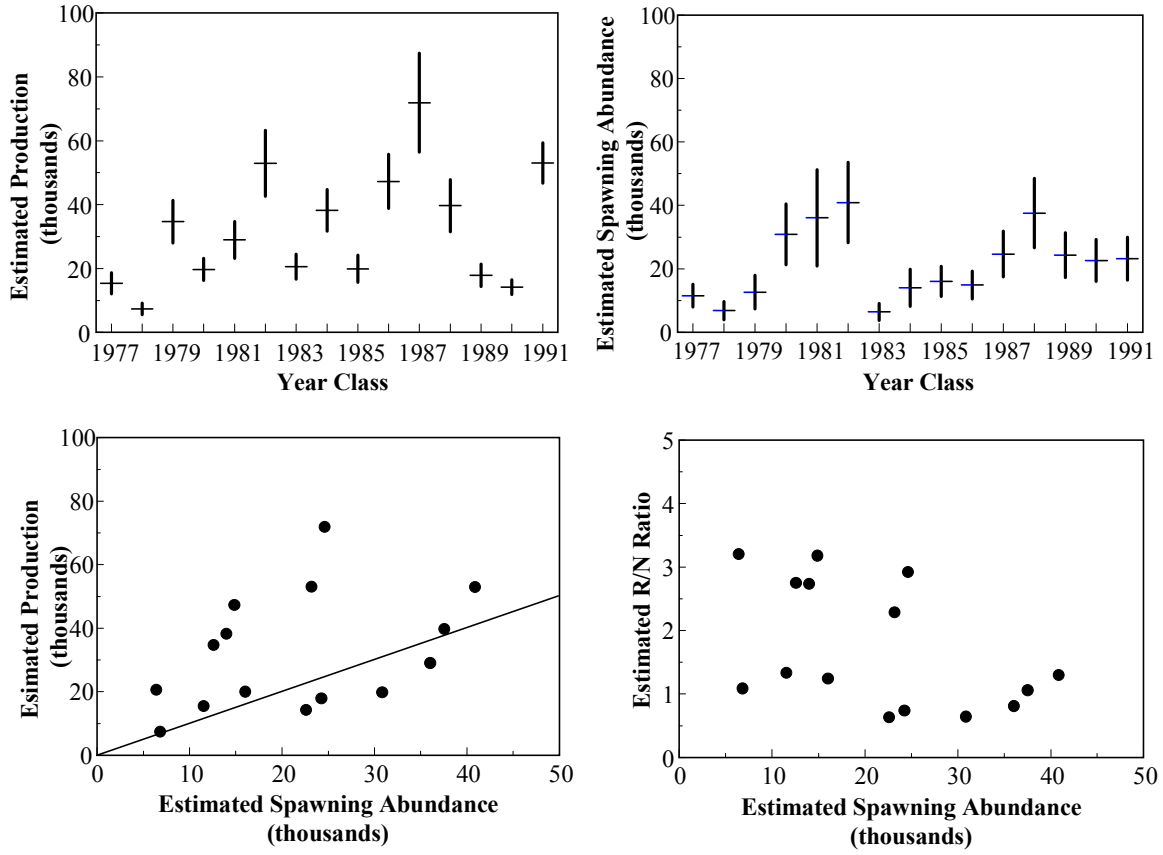 Estimated Production
(thousands)
100
80
60
40
20
0
1977 1979 1981 1983 1985 1987 1989 1991
Year Class
Estimated Spawning Abundance
(thousands)
100
80
60
40
20
0
1977 1979 1981 1983 1985 1987 1989 1991
Year Class
Esimated Production
(thousands)
100
80
60
40
20
0
0 10 20 30 40 50
Estimated Spawning Abundance
(thousands)
Estimated R/N Ratio
5
4
3
2
1
0
0 10 20 30 40 50
Estimated Spawning Abundance
(thousands)